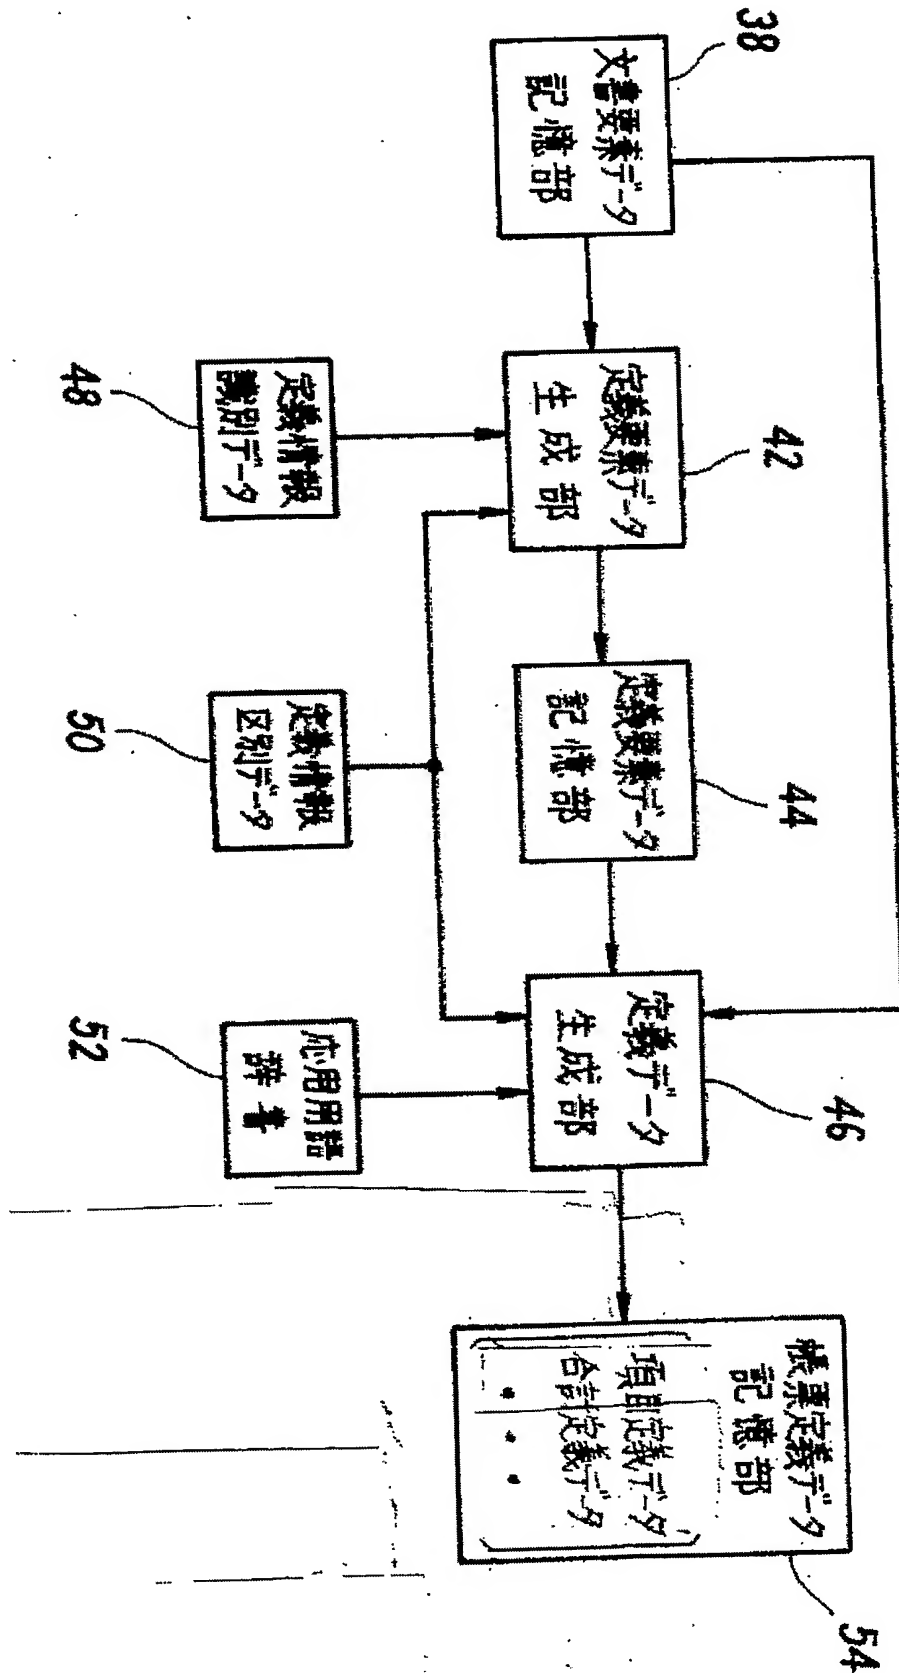 38
文書要素データ
記憶部
42
定義要素データ
生成部
44
定義要素データ
記憶部
46
定義データ
生成部
48
定義情報
識別データ
50
定義情報
区別データ
52
応用用語
辞書
54
帳票定義データ
記憶部
項目定義データ
合計定義データ
・・・